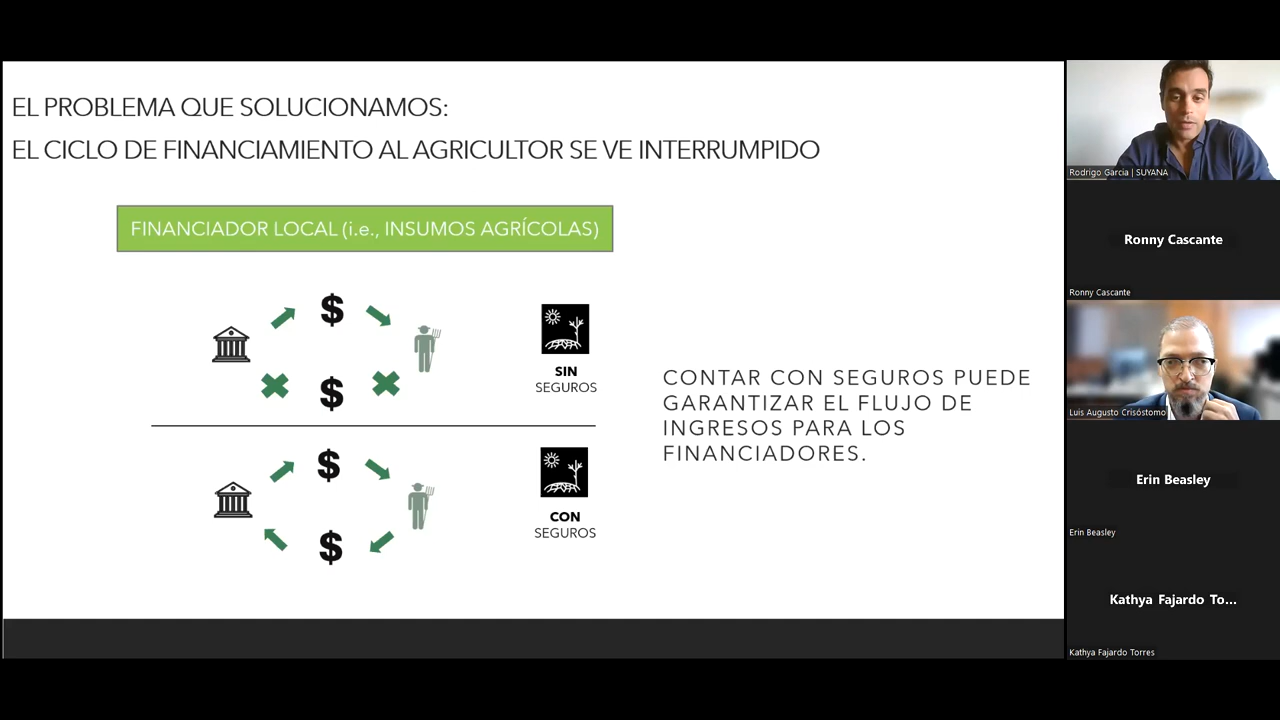 EL PROBLEMA QUE SOLUCIONAMOS:
EL CICLO DE FINANCIAMIENTO AL AGRICULTOR SE VE INTERRUMPIDO
FINANCIADOR LOCAL (i.e., INSUMOS AGRÍCOLAS)
$
$
SIN
SEGUROS
$
$
CON
SEGUROS
CONTAR CON SEGUROS PUEDE
GARANTIZAR EL FLUJO DE
INGRESOS PARA LOS
FINANCIADORES.
Rodrigo Garcia | SUYANA
Ronny Cascante
Ronny Cascante
Luis Augusto Crisóstomo
Erin Beasley
Erin Beasley
Kathya Fajardo To...
Kathya Fajardo Torres